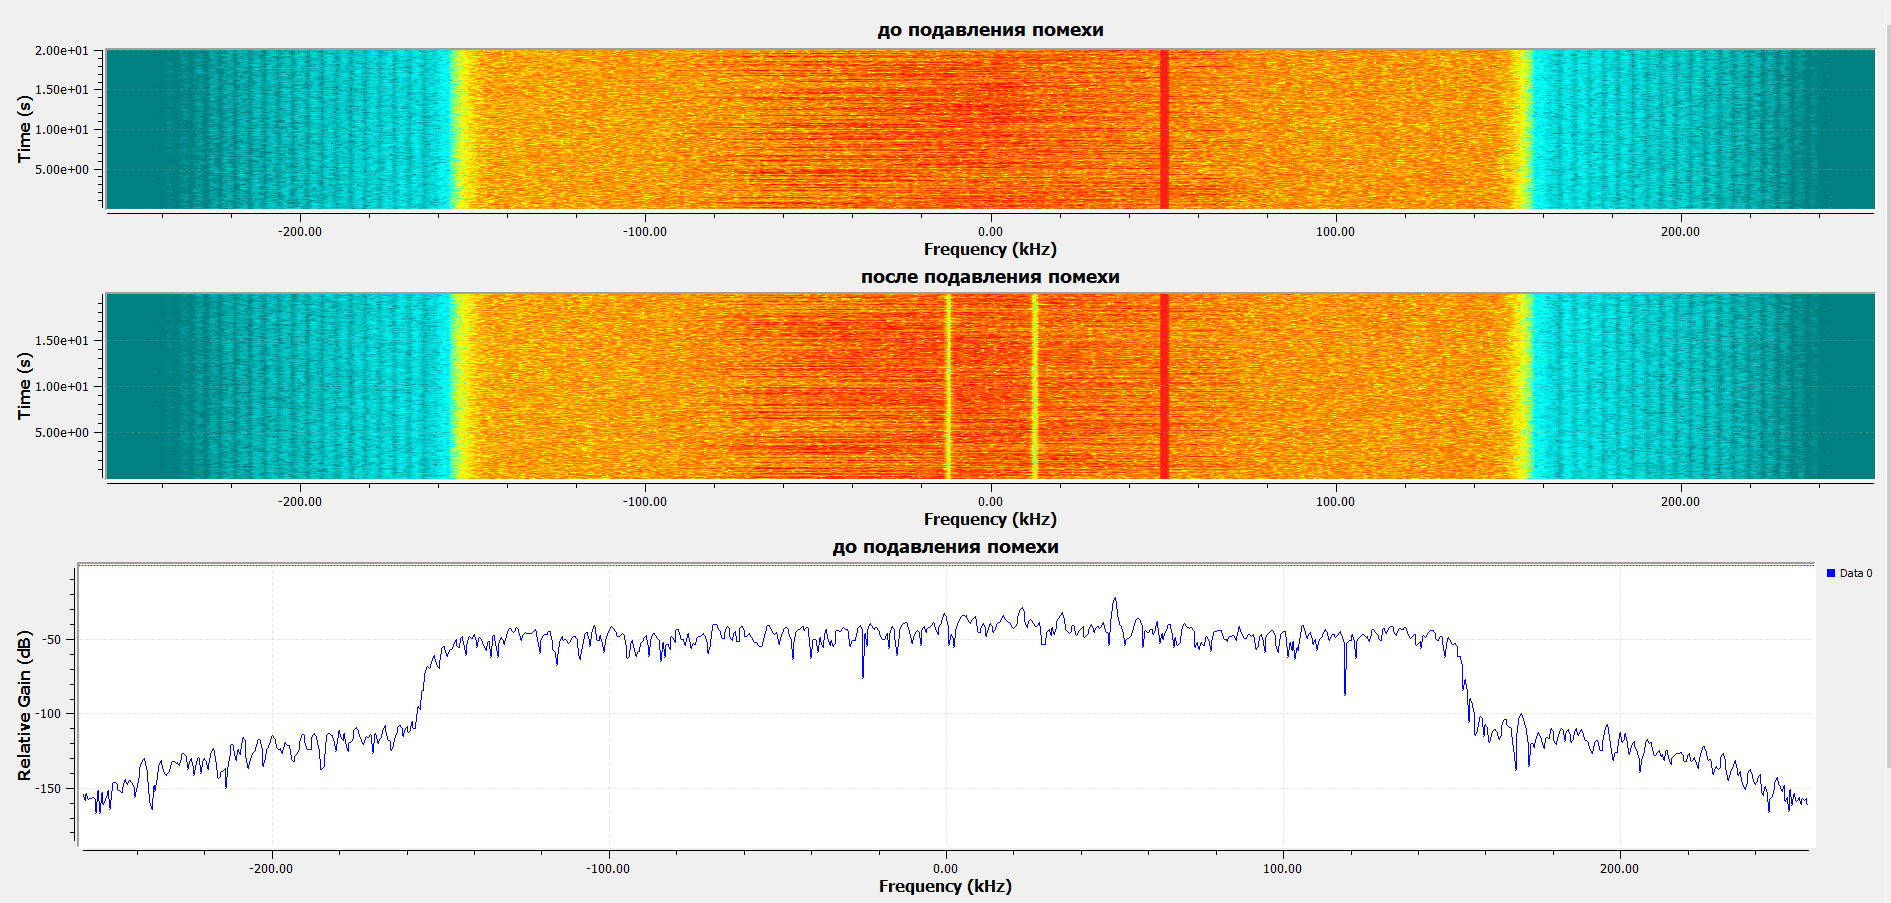 до подавления помехи
2.00e+01
1.50e+01
1.00e+01
5.00e+00
Time (s)
-200.00 -100.00 0.00 100.00 200.00
Frequency (kHz)
после подавления помехи
1.50e+01
1.00e+01
5.00e+00
Time (s)
-200.00 -100.00 0.00 100.00 200.00
Frequency (kHz)
до подавления помехи
Data 0
-50
-100
-150
Relative Gain (dB)
-200.00 -100.00 0.00 100.00 200.00
Frequency (kHz)